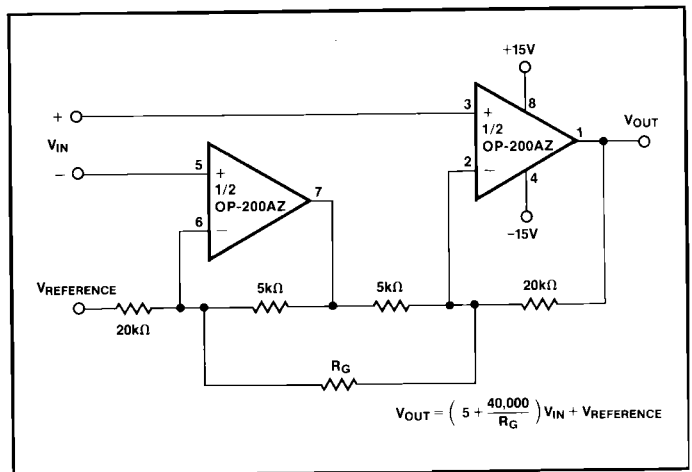 +15V
+
3
+
8
1/2
OP-200AZ
1
VOUT
VIN
−
5
+
1/2
OP-200AZ
7
2
−
4
−15V
6
−
VREFERENCE
20kΩ
5kΩ
5kΩ
20kΩ
RG
VOUT = ( 5 + 40,000 / RG ) VIN + VREFERENCE